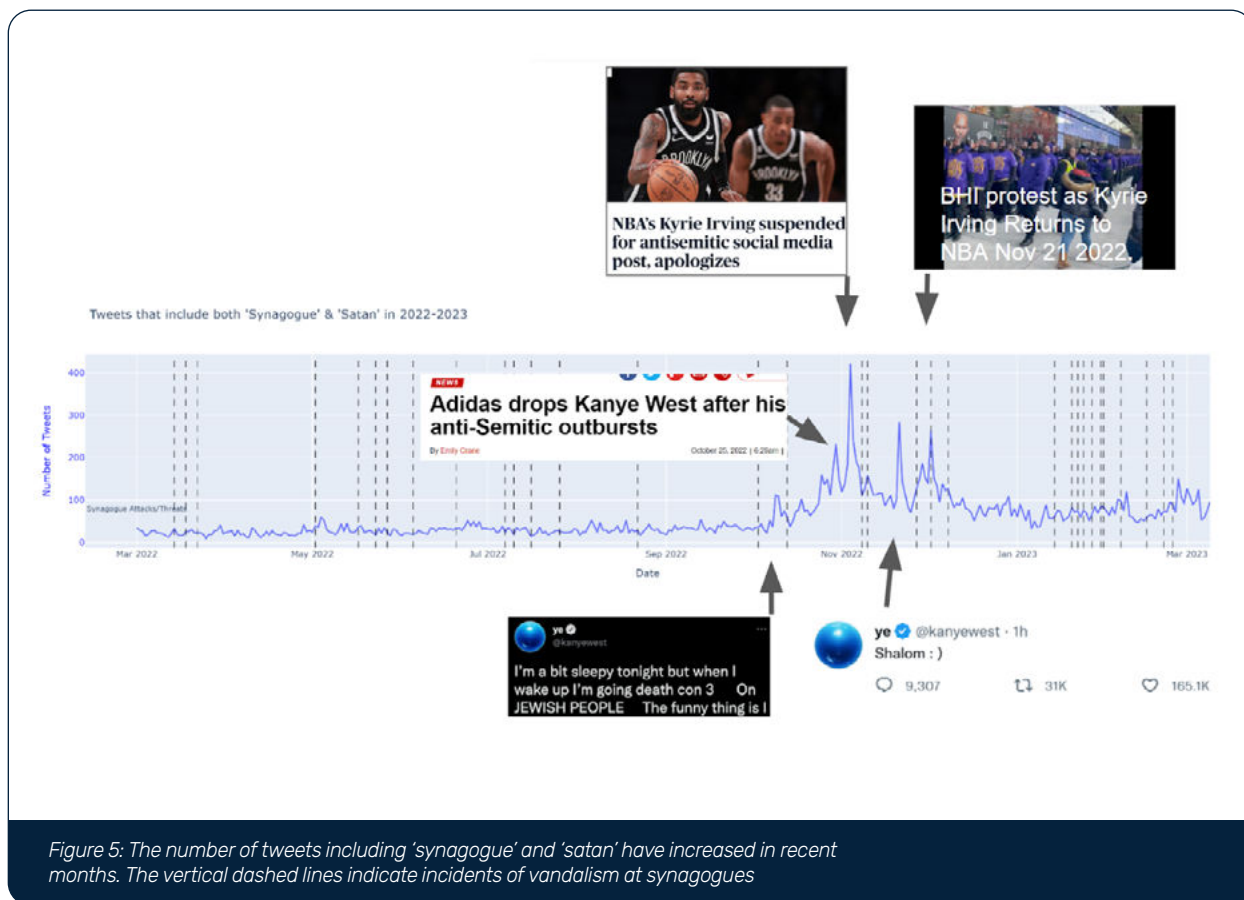 BROOKLYN
BROOKLYN
33
NBA's Kyrie Irving suspended
for antisemitic social media
post, apologizes
BHI protest as Kyrie
Irving Returns to
NBA Nov 21 2022,
Tweets that include both 'Synagogue' & 'Satan' in 2022-2023
400
300
200
100
0
Number of Tweets
Synagogue Attacks/Threats
NEWS
Adidas drops Kanye West after his
anti-Semitic outbursts
By Emily Crane October 25, 2022 | 6:29am |
Mar 2022 May 2022 Jul 2022 Sep 2022 Nov 2022 Jan 2023 Mar 2023
Date
ye
@kanyewest
I'm a bit sleepy tonight but when I
wake up I'm going death con 3 On
JEWISH PEOPLE The funny thing is I
ye @kanyewest · 1h
Shalom : )
9,307 31K 165.1K
Figure 5: The number of tweets including 'synagogue' and 'satan' have increased in recent
months. The vertical dashed lines indicate incidents of vandalism at synagogues